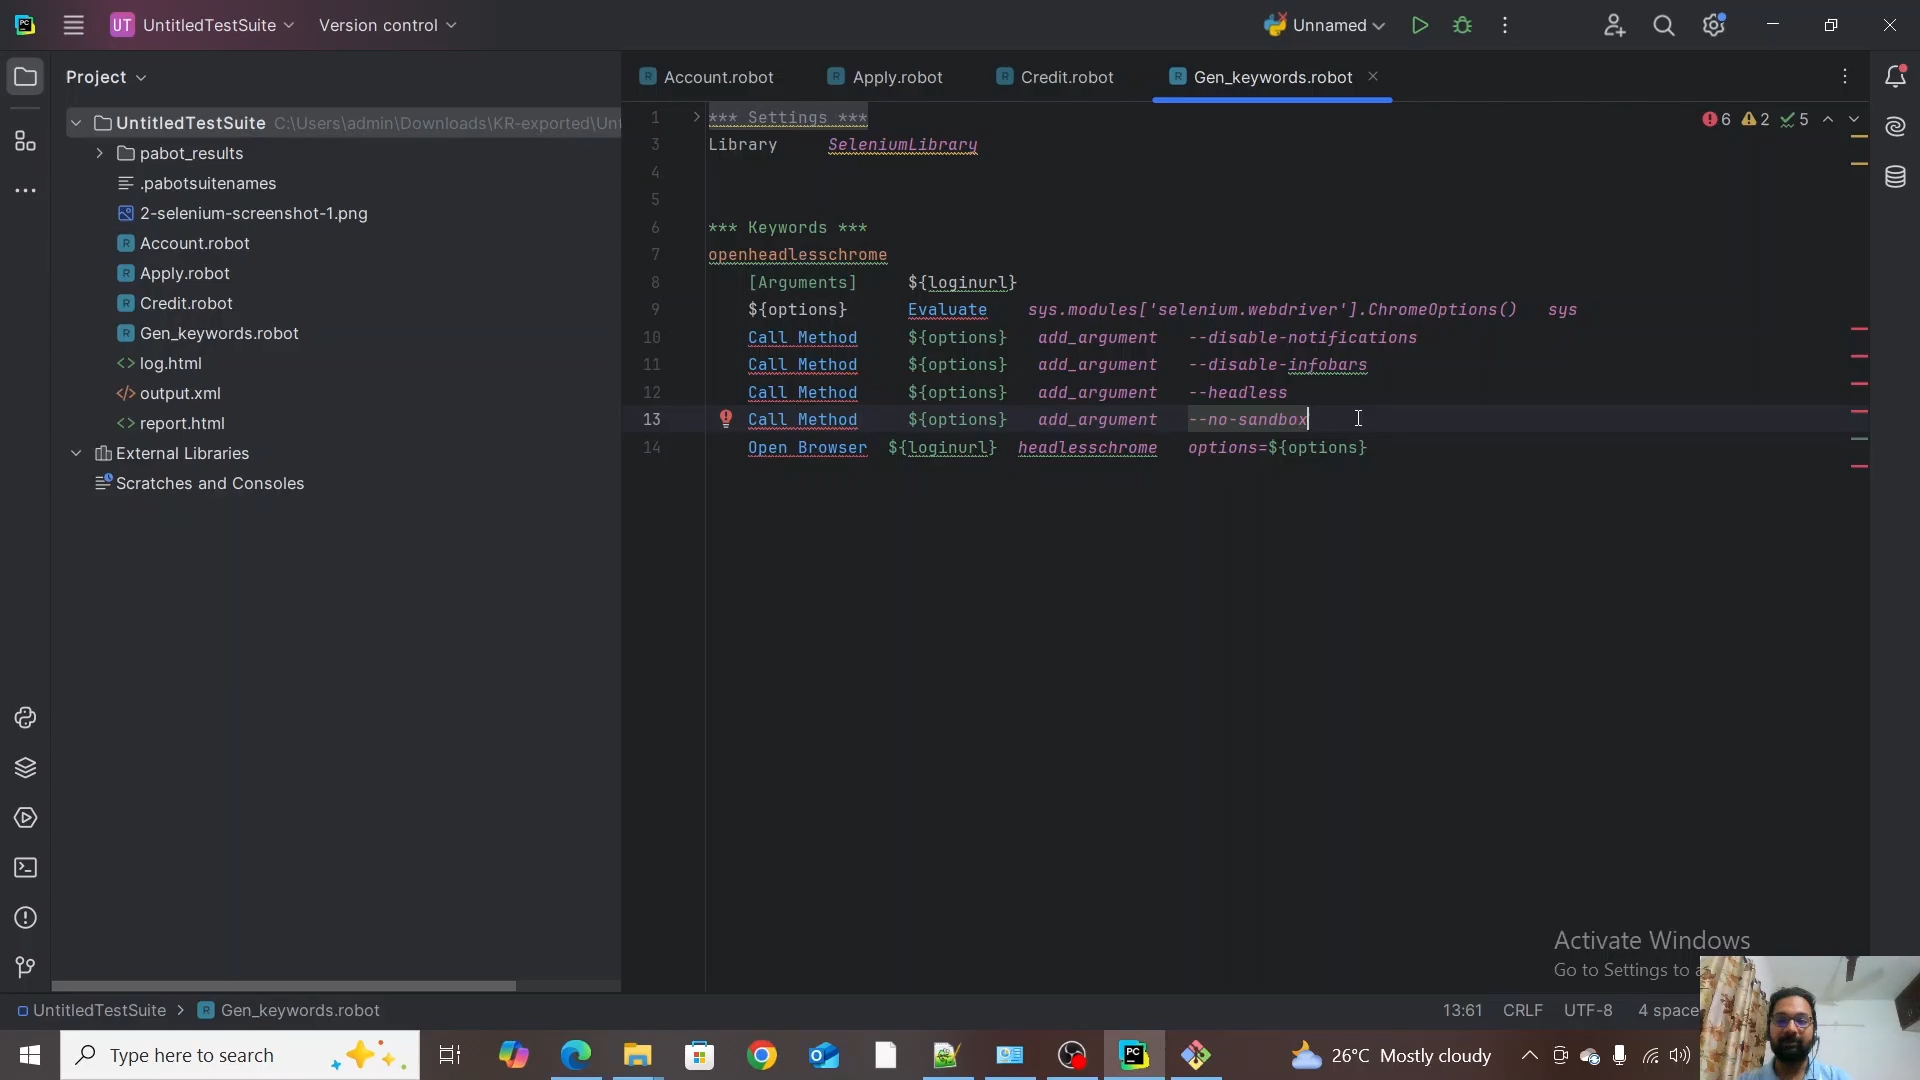 PC UT UntitledTestSuite Version control Unnamed
Project
UntitledTestSuite C:\Users\admin\Downloads\KR-exported\Unt
pabot_results
.pabotsuitenames
2-selenium-screenshot-1.png
R Account.robot
R Apply.robot
R Credit.robot
R Gen_keywords.robot
<> log.html
</> output.xml
<> report.html
External Libraries
Scratches and Consoles
R Account.robot R Apply.robot R Credit.robot R Gen_keywords.robot
6 2 5
1 *** Settings ***
3 Library SeleniumLibrary
4
5
6 *** Keywords ***
7 openheadlesschrome
8 [Arguments] ${loginurl}
9 ${options} Evaluate sys.modules['selenium.webdriver'].ChromeOptions() sys
10 Call Method ${options} add_argument --disable-notifications
11 Call Method ${options} add_argument --disable-infobars
12 Call Method ${options} add_argument --headless
13 Call Method ${options} add_argument --no-sandbox
14 Open Browser ${loginurl} headlesschrome options=${options}
Activate Windows
Go to Settings to a
UntitledTestSuite > R Gen_keywords.robot 13:61 CRLF UTF-8 4 space
Type here to search PC 26°C Mostly cloudy